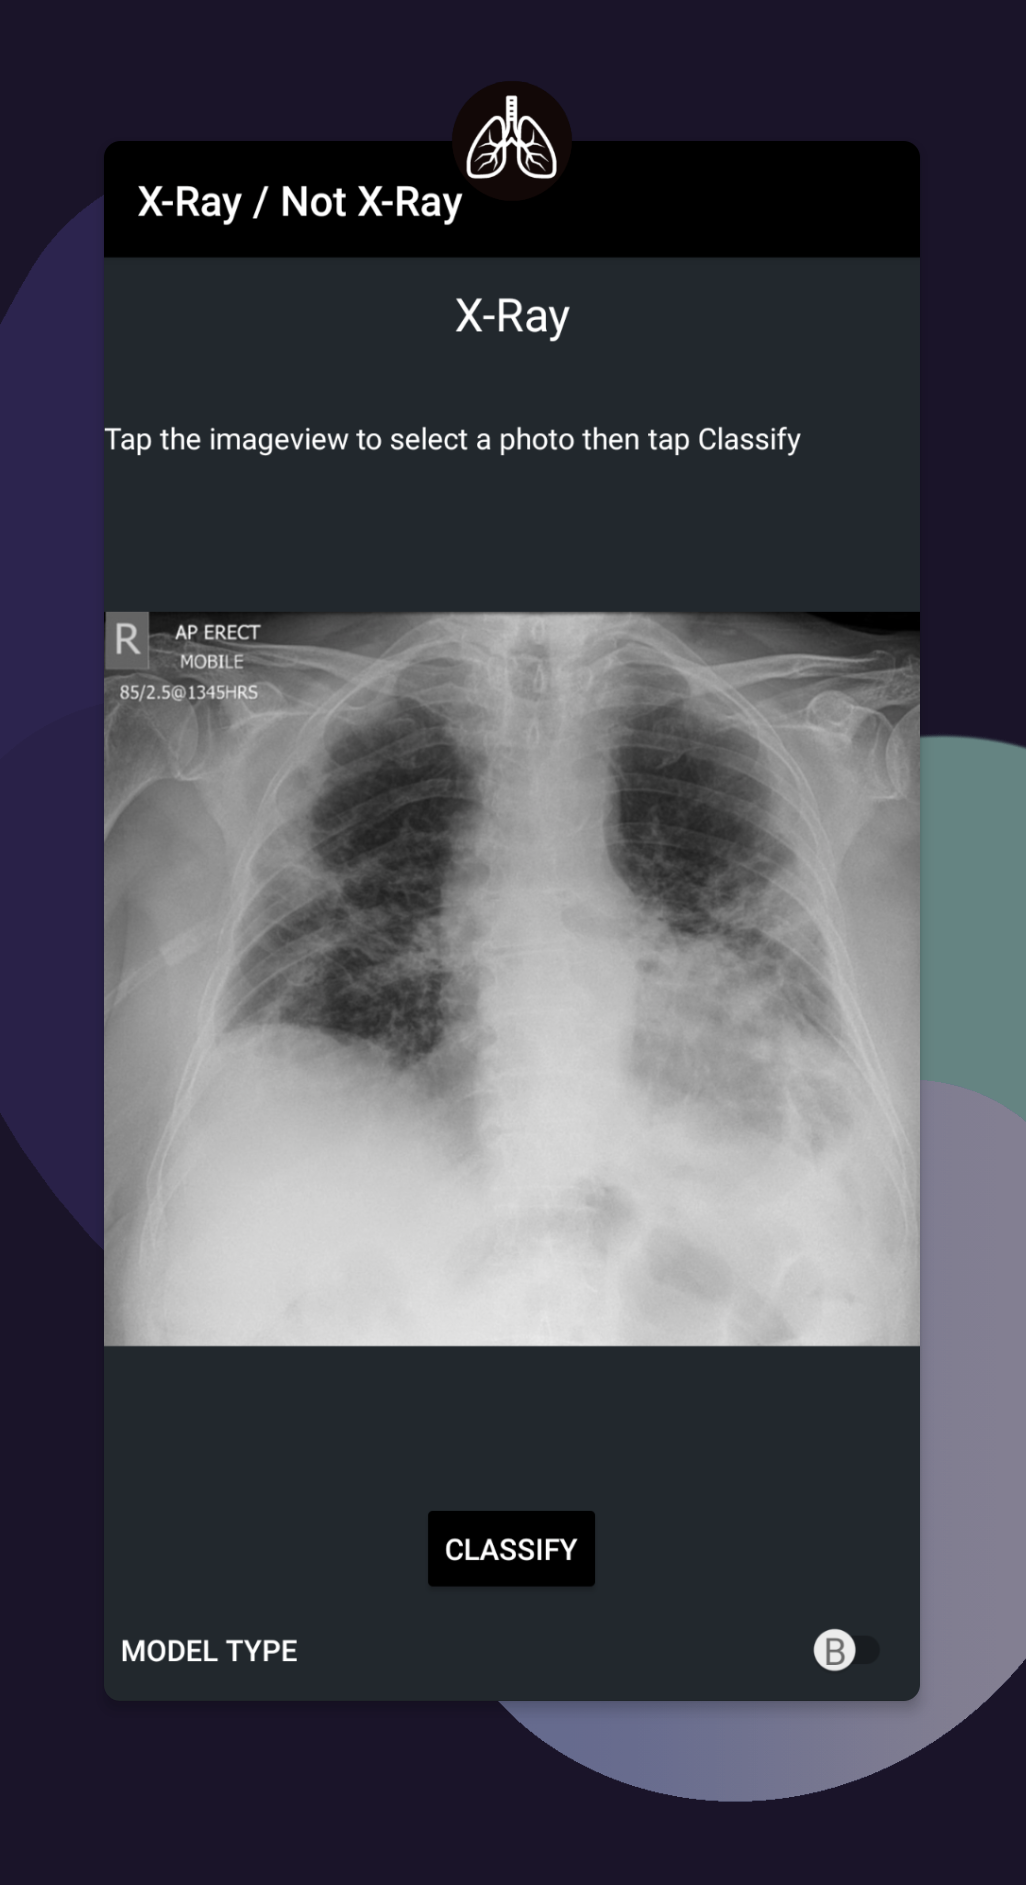 X-Ray / Not X-Ray
X-Ray
Tap the imageview to select a photo then tap Classify
R
AP ERECT
MOBILE
85/2.5@1345HRS
CLASSIFY
MODEL TYPE
B